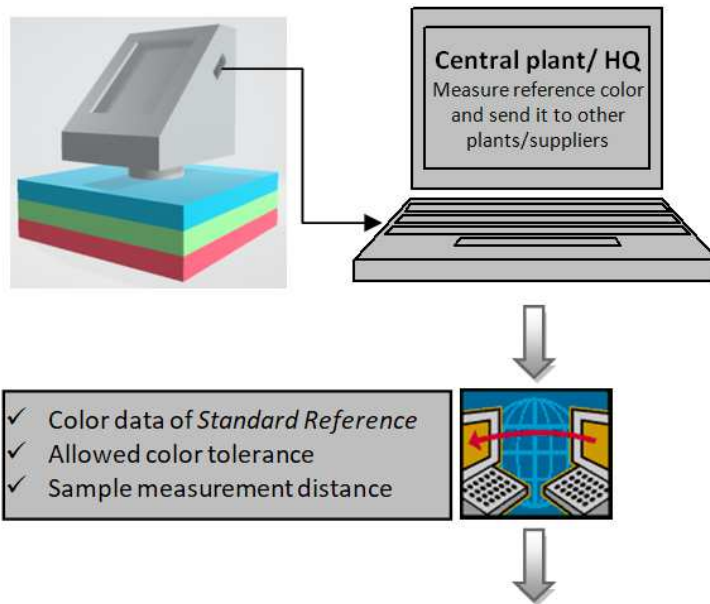 Central plant/ HQ
Measure reference color
and send it to other
plants/suppliers
✓ Color data of Standard Reference
✓ Allowed color tolerance
✓ Sample measurement distance